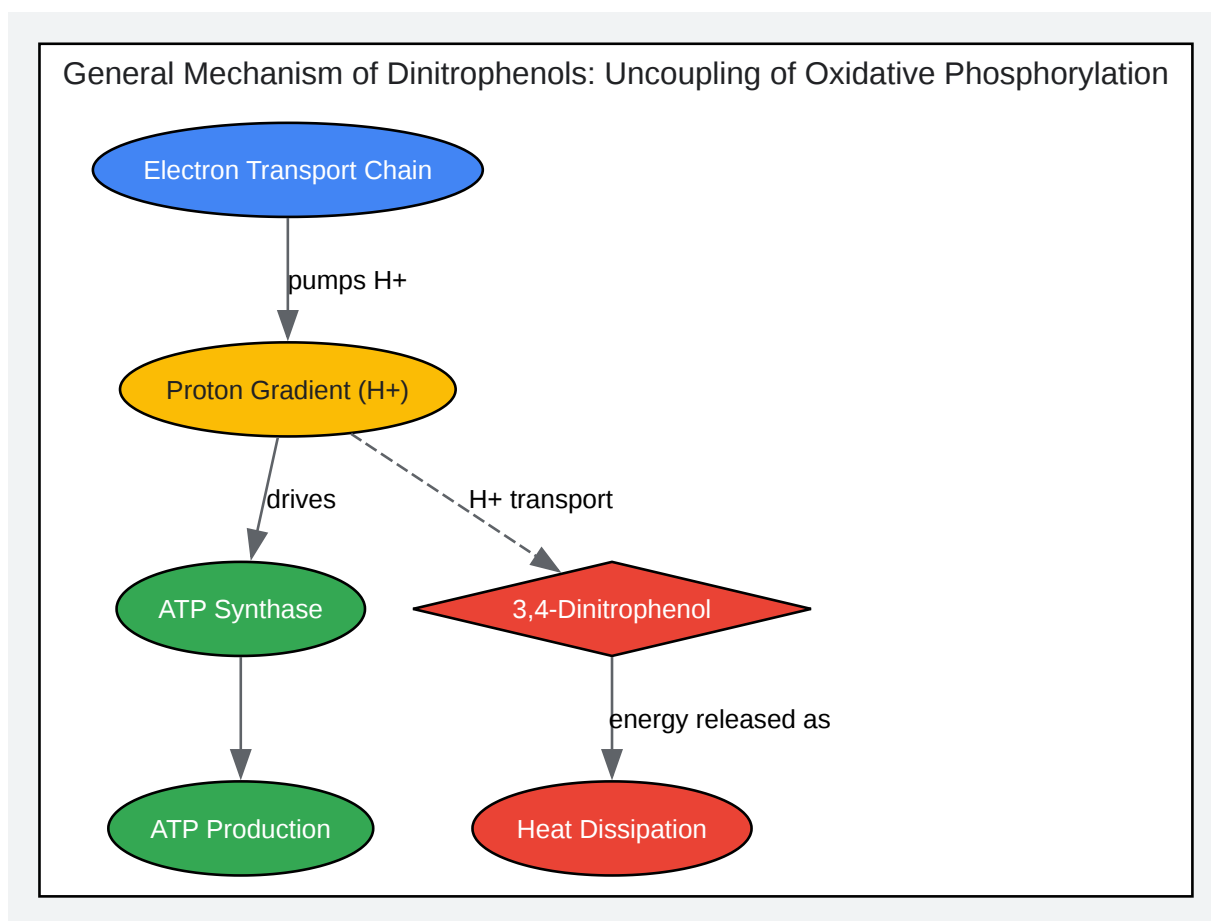 General Mechanism of Dinitrophenols: Uncoupling of Oxidative Phosphorylation
Electron Transport Chain
pumps H+
Proton Gradient (H+)
drives
H+ transport
ATP Synthase
3,4-Dinitrophenol
energy released as
ATP Production
Heat Dissipation